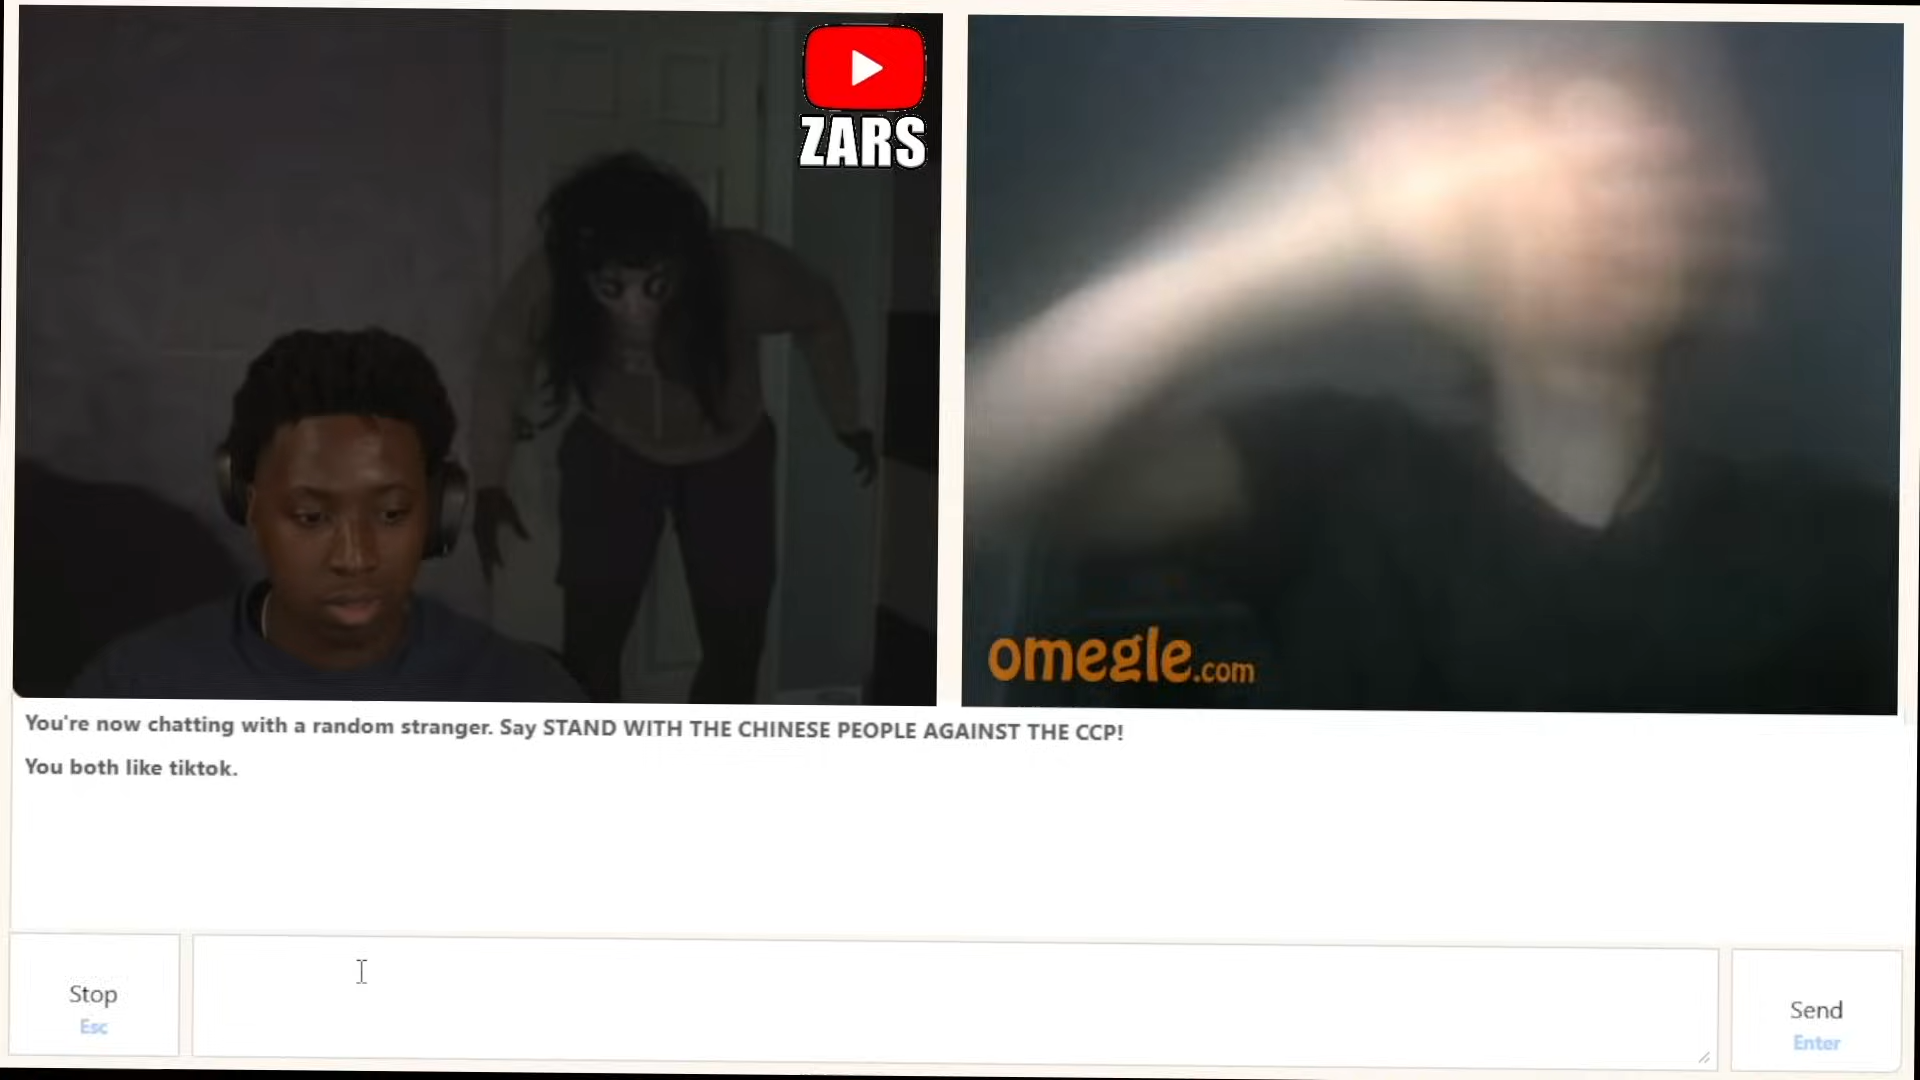 ZARS
omegle.com
You're now chatting with a random stranger. Say STAND WITH THE CHINESE PEOPLE AGAINST THE CCP!
You both like tiktok.
Stop
Esc
Send
Enter